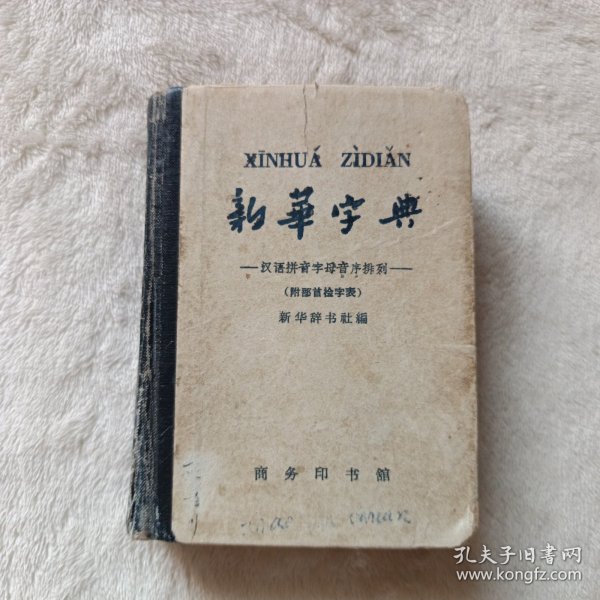 XĪNHUÁ ZÌDIǍN
新華字典
—汉语拼音字母音序排列—
(附部首检字表)
新华辞书社編
商务印书館
孔夫子旧书网
www.kongfz.com